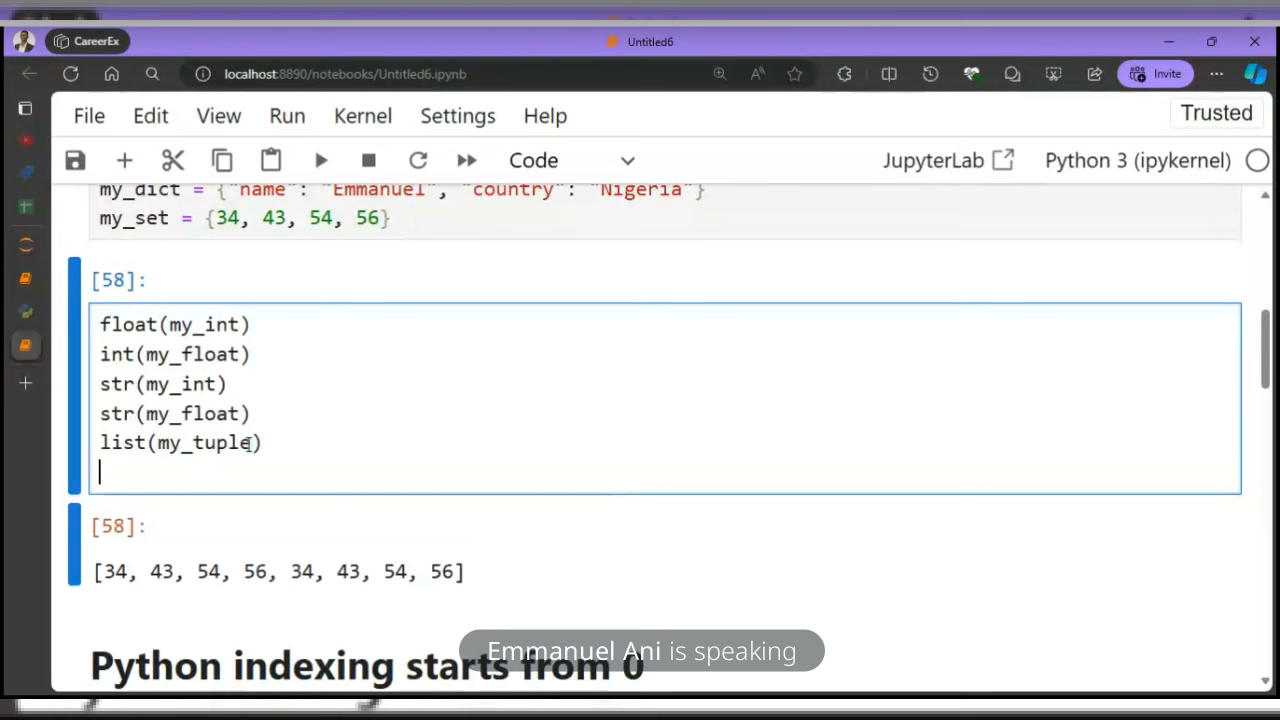 CareerEx
Untitled6
localhost:8890/notebooks/Untitled6.ipynb
Invite
File Edit View Run Kernel Settings Help
Trusted
Code
JupyterLab
Python 3 (ipykernel)
my_dict = {"name": "Emmanuel", "country": "Nigeria"}
my_set = {34, 43, 54, 56}
[58]:
float(my_int)
int(my_float)
str(my_int)
str(my_float)
list(my_tuple)
[58]:
[34, 43, 54, 56, 34, 43, 54, 56]
Emmanuel Ani is speaking
Python indexing starts from 0